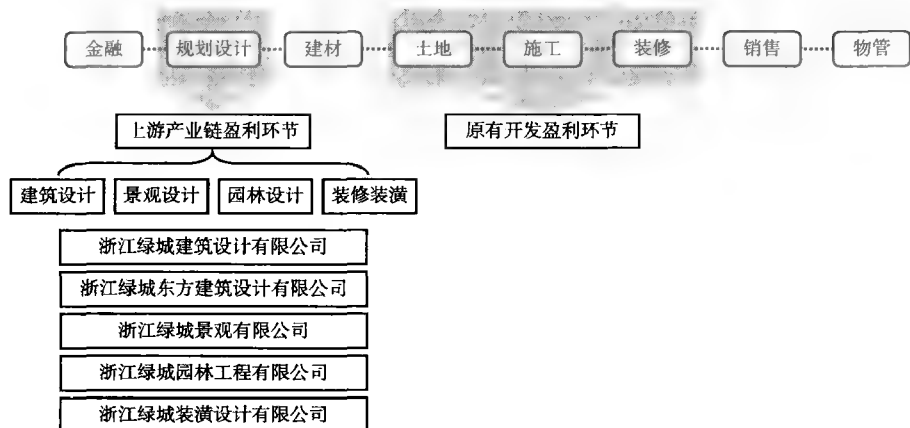 金融 规划设计 建材 土地 施工 装修 销售 物管
上游产业链盈利环节 原有开发盈利环节
建筑设计 景观设计 园林设计 装修装潢
浙江绿城建筑设计有限公司
浙江绿城东方建筑设计有限公司
浙江绿城景观有限公司
浙江绿城园林工程有限公司
浙江绿城装潢设计有限公司